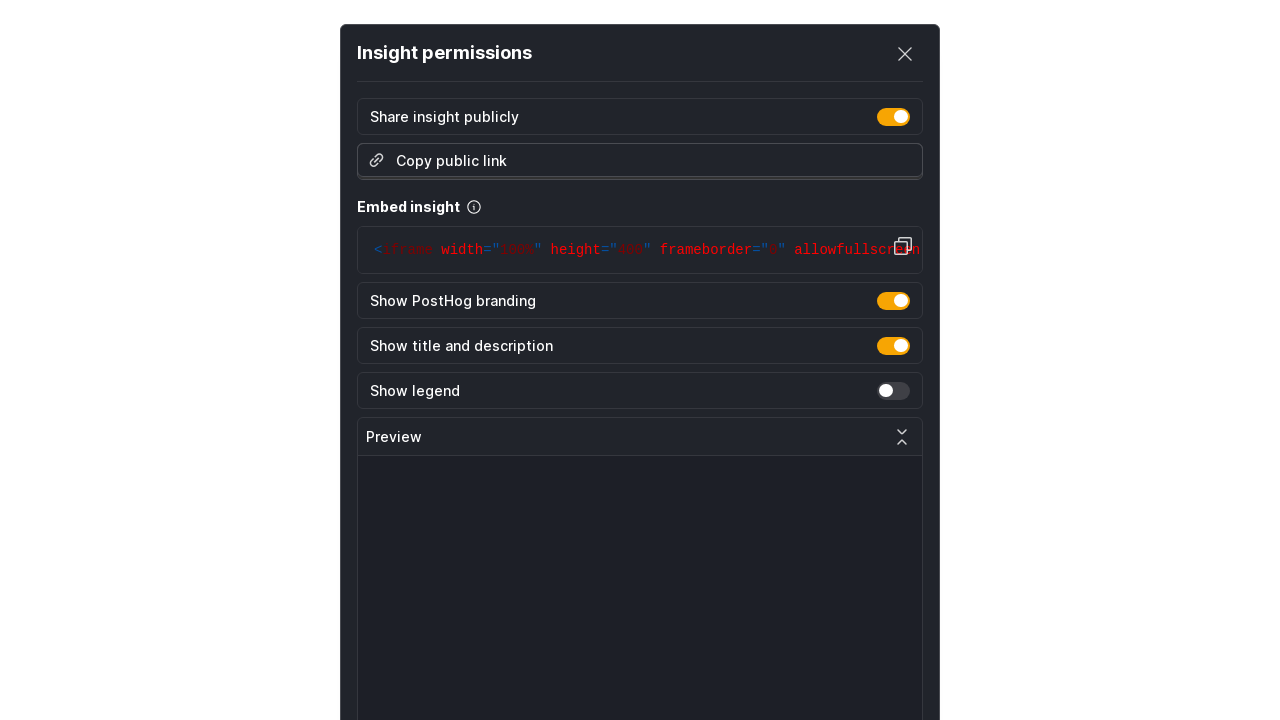 Insight permissions
Share insight publicly
Copy public link
Embed insight
<iframe width="100%" height="400" frameborder="0" allowfullscreen
Show PostHog branding
Show title and description
Show legend
Preview